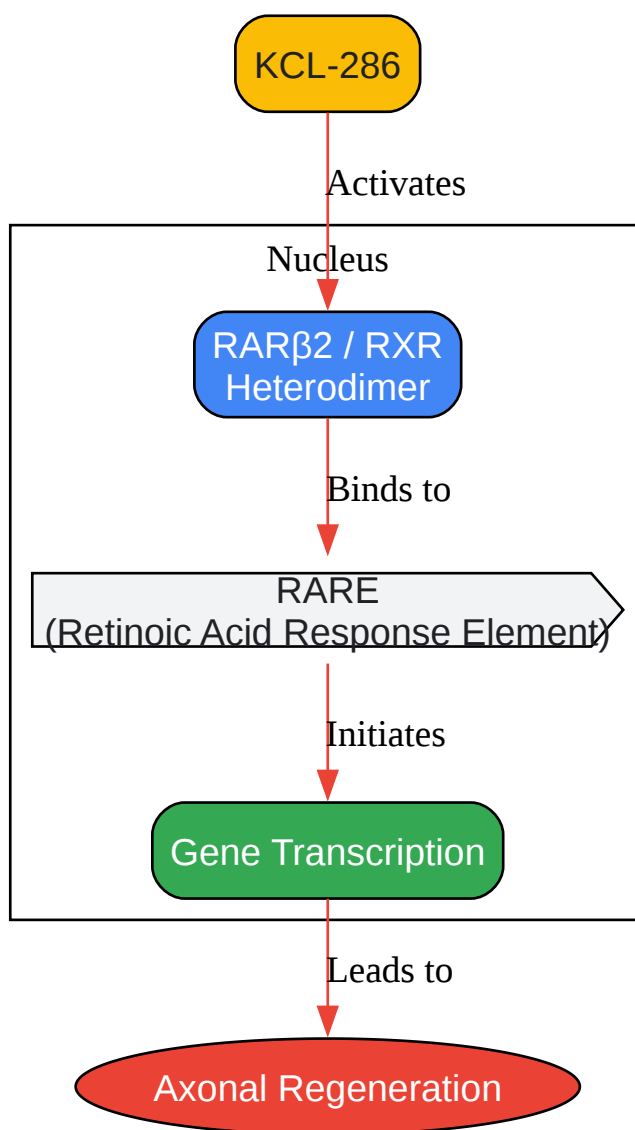 KCL-286
Activates
Nucleus
RARβ2 / RXR
Heterodimer
Binds to
RARE
(Retinoic Acid Response Element)
Initiates
Gene Transcription
Leads to
Axonal Regeneration